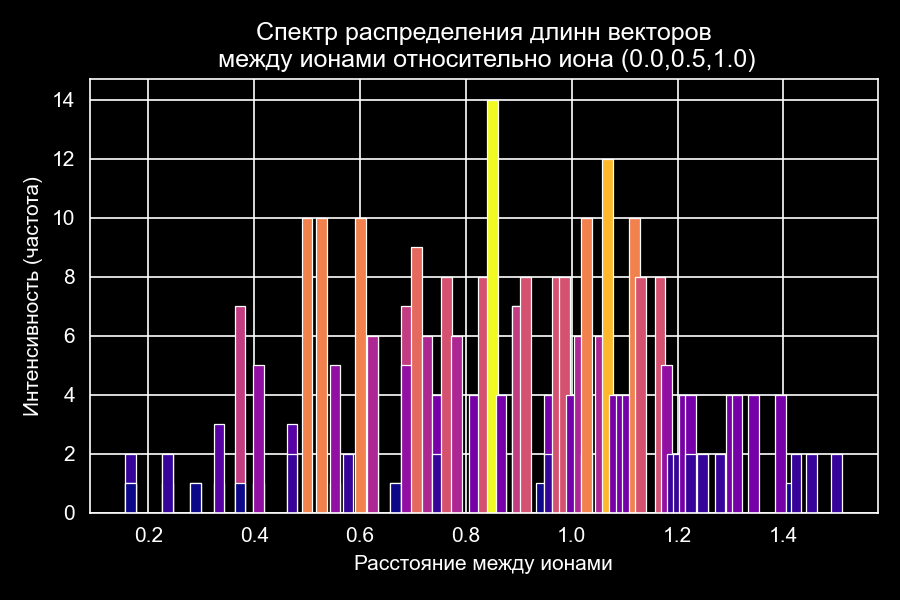 Спектр распределения длинн векторов
между ионами относительно иона (0.0,0.5,1.0)
Интенсивность (частота)
14
12
10
8
6
4
2
0
0.2 0.4 0.6 0.8 1.0 1.2 1.4
Расстояние между ионами